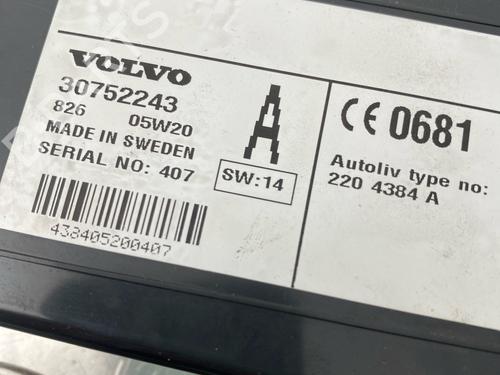 VOLVO
30752243
826 05W20
MADE IN SWEDEN
SERIAL NO: 407
A
SW:14
438405200407
CE 0681
Autoliv type no:
220 4384 A